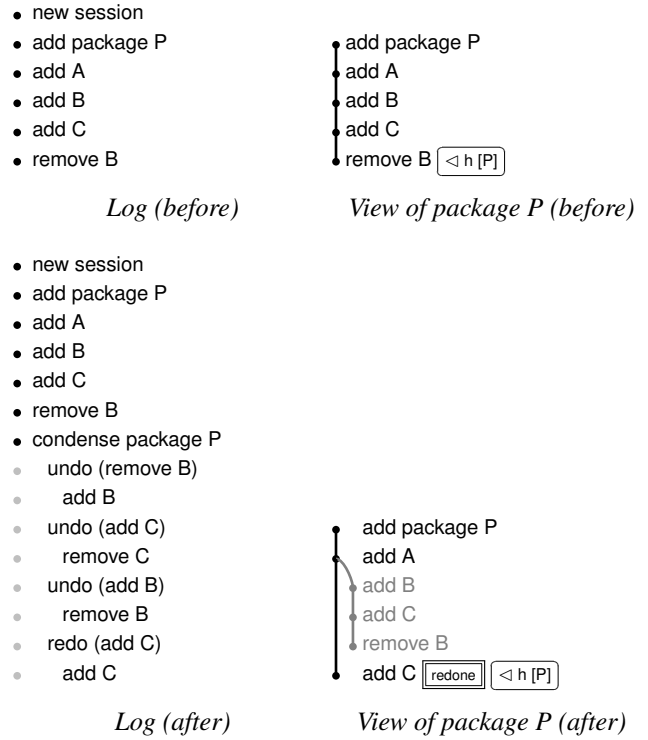 new session
add package P add package P
add A add A
add B add B
add C add C
remove B remove B ◁ h [P]
Log (before) View of package P (before)
new session
add package P
add A
add B
add C
remove B
condense package P
undo (remove B)
add B
undo (add C) add package P
remove C add A
undo (add B) add B
remove B add C
redo (add C) remove B
add C add C redone ◁ h [P]
Log (after) View of package P (after)